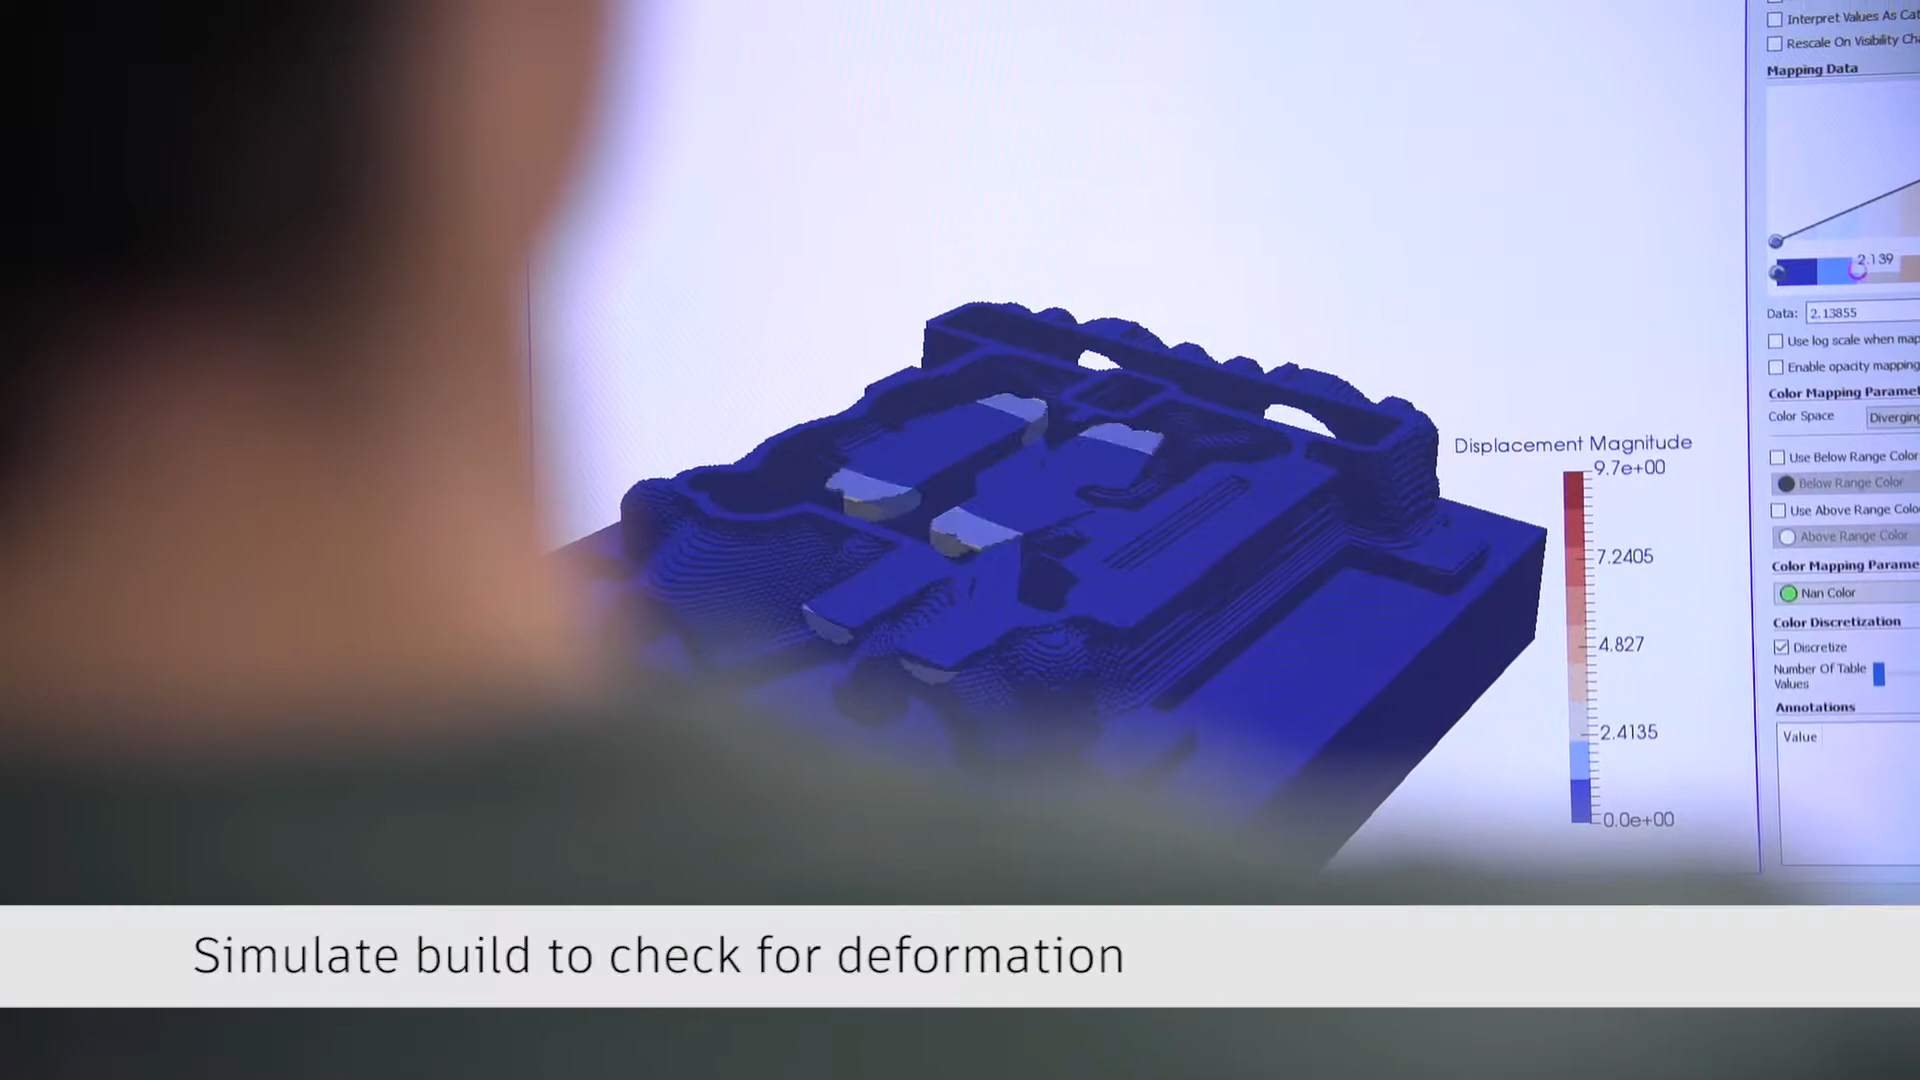 Interpret Values As Cat
Rescale On Visibility Ch
Mapping Data
2.139
Data: 2.13855
Use log scale when map
Enable opacity mapping
Color Mapping Paramet
Color Space Diverging
Use Below Range Color
Below Range Color
Use Above Range Colo
Above Range Color
Color Mapping Parame
Nan Color
Color Discretization
Discretize
Number Of Table
Values
Annotations
Value
Displacement Magnitude
9.7e+00
7.2405
4.827
2.4135
0.0e+00
Simulate build to check for deformation